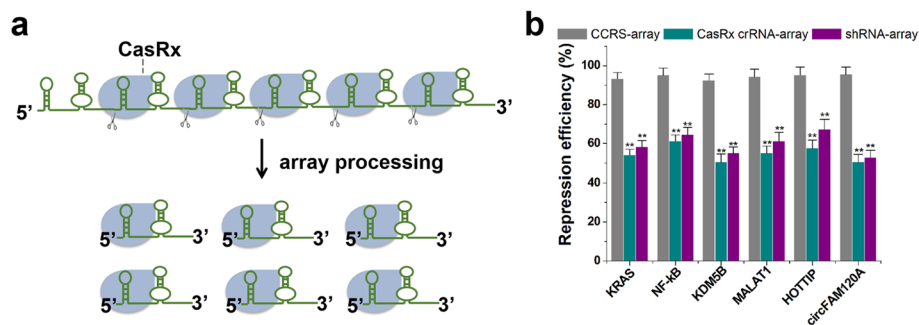 a
CasRx
5’ 3’
array processing
5’ 3’ 5’ 3’ 5’ 3’
5’ 3’ 5’ 3’ 5’ 3’
b
CCRS-array CasRx crRNA-array shRNA-array
Repression efficiency (%)
100
80
60
40
20
0
** ** ** ** ** ** ** ** ** ** ** **
KRAS
NF-kB
KDM5B
MALAT1
HOTTIP
circFAM120A